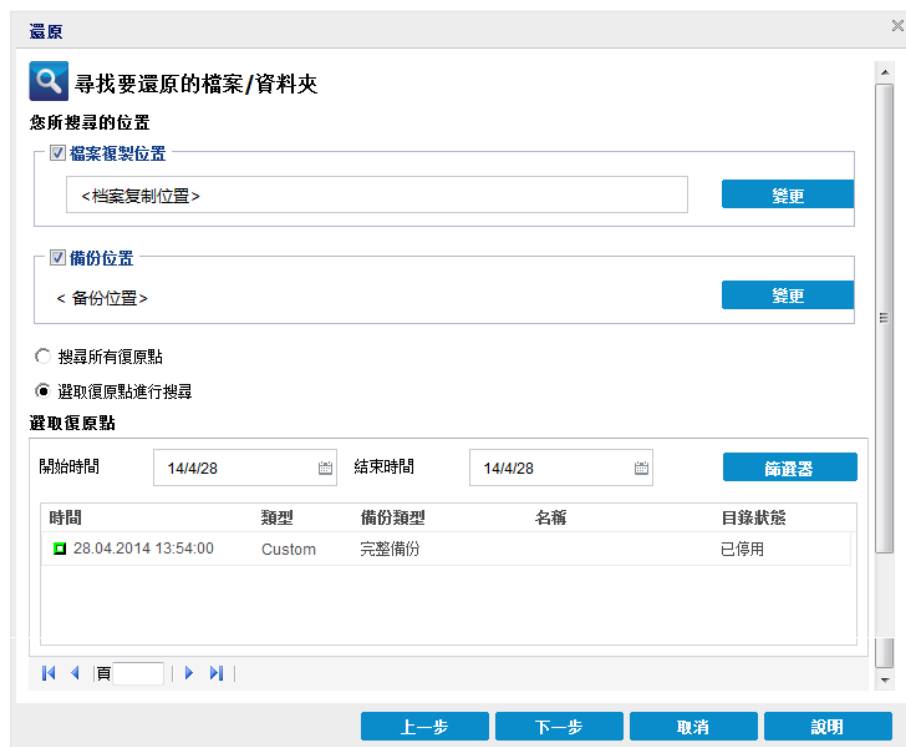 還原
尋找要還原的檔案/資料夾
您所搜尋的位置
檔案複製位置
<档案复制位置> 變更
備份位置
< 备份位置> 變更
搜尋所有復原點
選取復原點進行搜尋
選取復原點
開始時間 14/4/28 結束時間 14/4/28 篩選器
時間 類型 備份類型 名稱 目錄狀態
28.04.2014 13:54:00 Custom 完整備份 已停用
頁
上一步 下一步 取消 說明